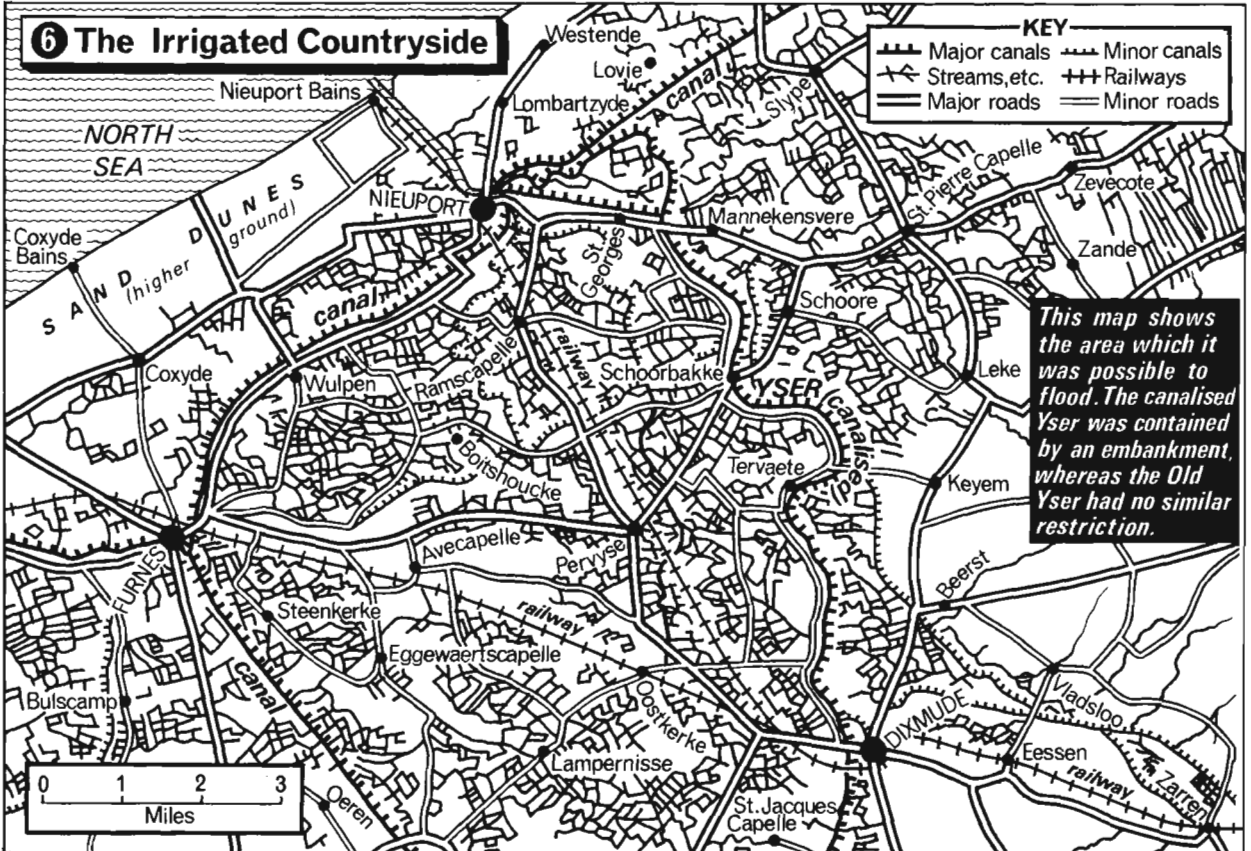 6 The Irrigated Countryside
KEY
Major canals
Minor canals
Streams, etc.
Railways
Major roads
Minor roads
Westende
Lovie
Nieuport Bains
Lombartzyde
canal
Slype
NORTH
SEA
St. Pierre Capelle
Zevecote
NIEUPORT
Mannekensvere
St.
Georges
Zande
Coxyde
Bains
SAND DUNES
(higher ground)
canal
Schoore
This map shows
the area which it
was possible to
flood. The canalised
Yser was contained
by an embankment,
whereas the Old
Yser had no similar
restriction.
Coxyde
Wulpen
Ramscapelle
railway
Schoorbakke
Leke
YSER (canalised)
Boitshoucke
Tervaete
Keyem
FURNES
Avecapelle
Pervyse
Beerst
Steenkerke
railway
Eggewaertscapelle
Bulscamp
canal
Oostkerke
DIXMUDE
Vladsloo
Lampernisse
Eessen
railway
Zarren
0 1 2 3
Miles
Oeren
St. Jacques
Capelle